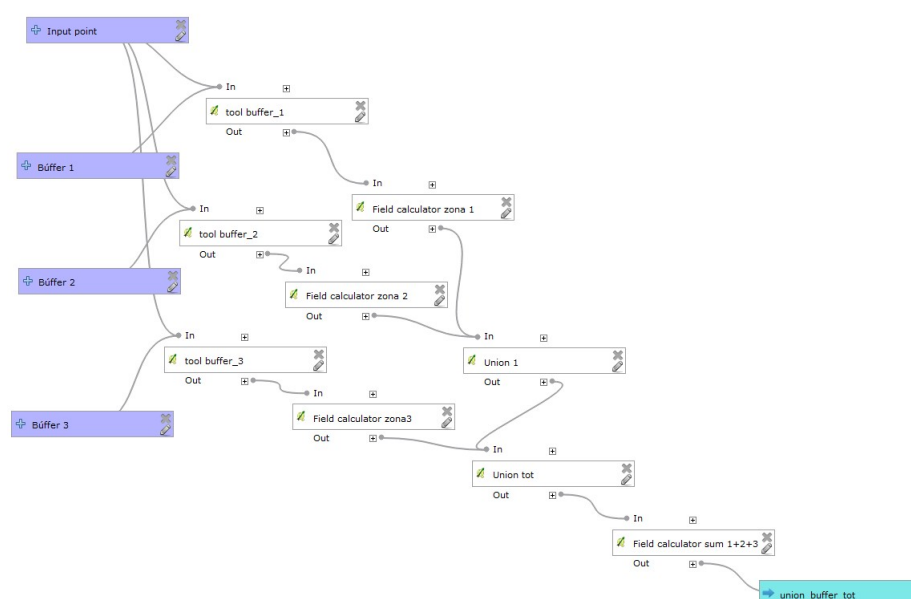 Input point
In
tool buffer_1
Out
Búffer 1
In
Field calculator zona 1
Out
In
tool buffer_2
Out
Búffer 2
In
Field calculator zona 2
Out
In
tool buffer_3
Out
In
Union 1
Out
Búffer 3
In
Field calculator zona3
Out
In
Union tot
Out
In
Field calculator sum 1+2+3
Out
union_buffer_tot